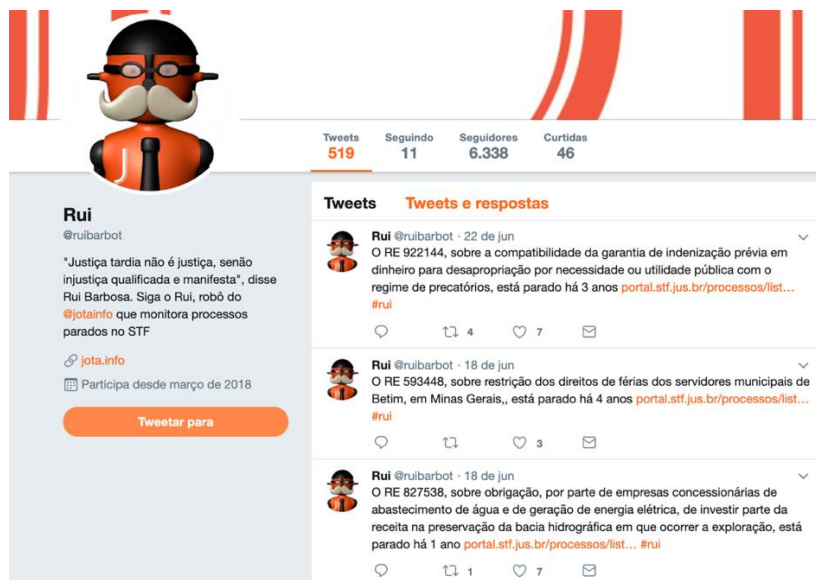 Tweets Seguindo Seguidores Curtidas
519 11 6.338 46
Rui
@ruibarbot
"Justiça tardia não é justiça, senão
injustiça qualificada e manifesta", disse
Rui Barbosa. Siga o Rui, robô do
@jotainfo que monitora processos
parados no STF
jota.info
Participa desde março de 2018
Tweetar para
Tweets Tweets e respostas
Rui @ruibarbot · 22 de jun
O RE 922144, sobre a compatibilidade da garantia de indenização prévia em
dinheiro para desapropriação por necessidade ou utilidade pública com o
regime de precatórios, está parado há 3 anos portal.stf.jus.br/processos/list...
#rui
4 7
Rui @ruibarbot · 18 de jun
O RE 593448, sobre restrição dos direitos de férias dos servidores municipais de
Betim, em Minas Gerais,, está parado há 4 anos portal.stf.jus.br/processos/list...
#rui
3
Rui @ruibarbot · 18 de jun
O RE 827538, sobre obrigação, por parte de empresas concessionárias de
abastecimento de água e de geração de energia elétrica, de investir parte da
receita na preservação da bacia hidrográfica em que ocorrer a exploração, está
parado há 1 ano portal.stf.jus.br/processos/list... #rui
1 7